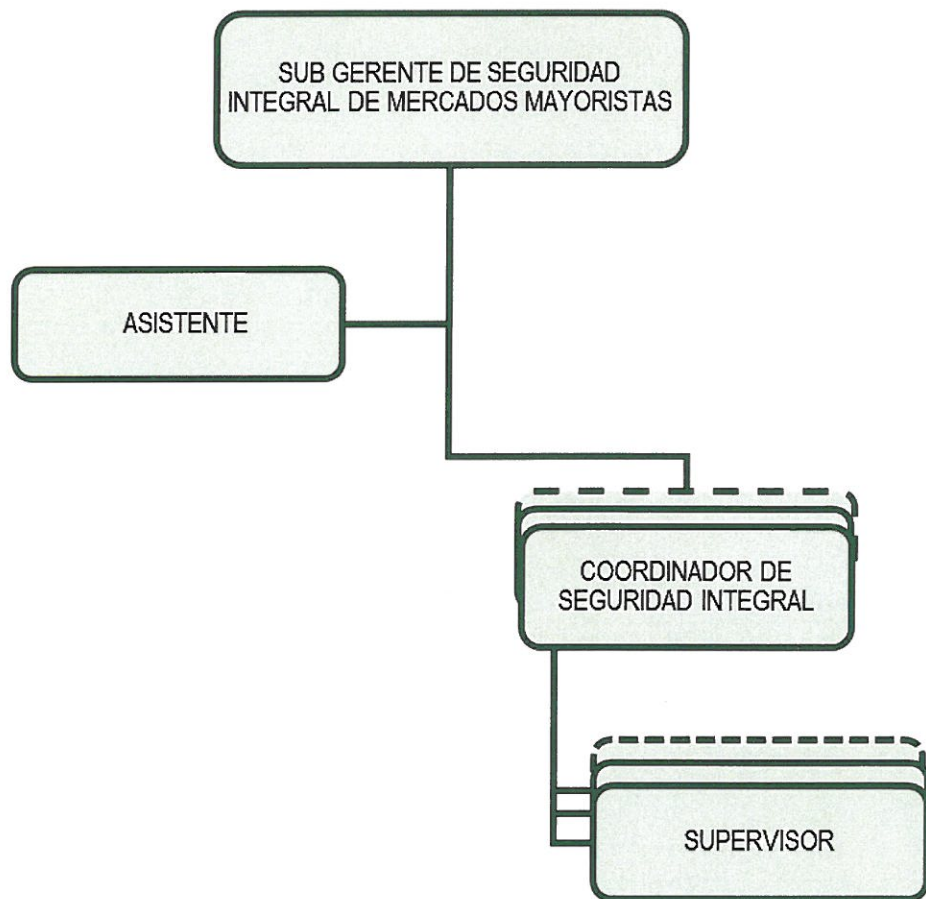 SUB GERENTE DE SEGURIDAD
INTEGRAL DE MERCADOS MAYORISTAS
ASISTENTE
COORDINADOR DE
SEGURIDAD INTEGRAL
SUPERVISOR